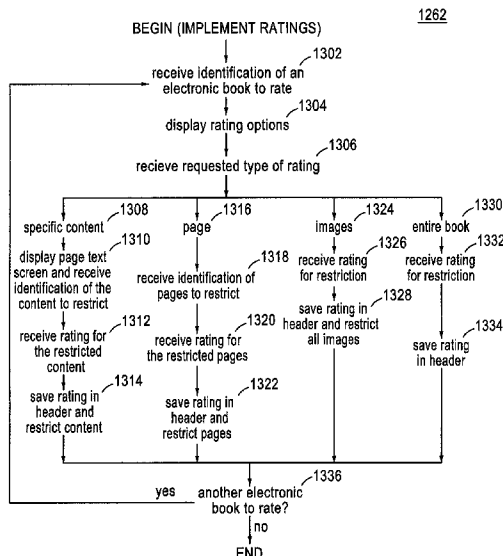 1262
BEGIN (IMPLEMENT RATINGS)
1302
receive identification of an
electronic book to rate
1304
display rating options
1306
recieve requested type of rating
1308
specific content
1310
display page text
screen and receive
identification of the
content to restrict
1312
receive rating for
the restricted
content
1314
save rating in
header and
restrict content
1316
page
1318
receive identification of
pages to restrict
1320
receive rating for
the restricted pages
1322
save rating in
header and
restrict pages
1324
images
1326
receive rating
for restriction
1328
save rating in
header and restrict
all images
1330
entire book
1332
receive rating
for restriction
1334
save rating
in header
1336
another electronic
book to rate?
yes
no
END